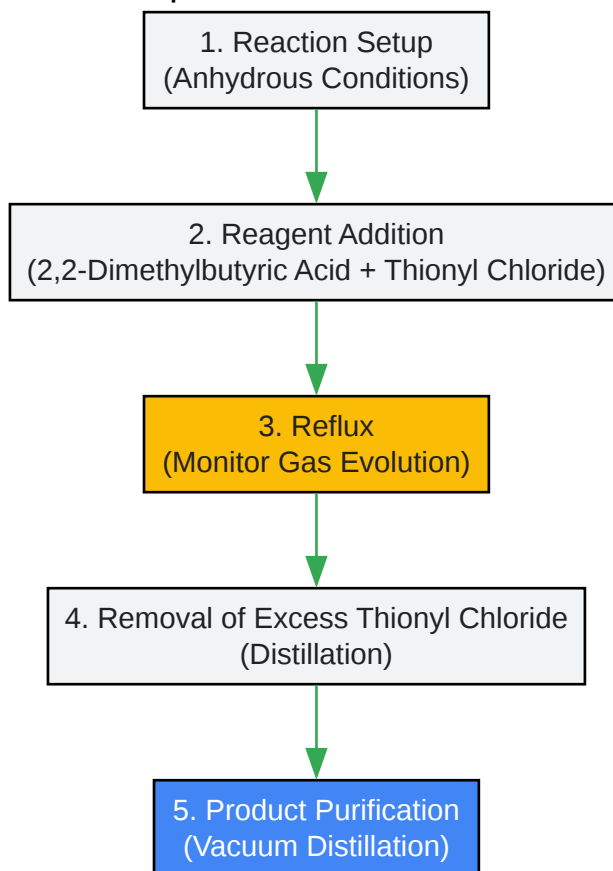 1. Reaction Setup
(Anhydrous Conditions)
2. Reagent Addition
(2,2-Dimethylbutyric Acid + Thionyl Chloride)
3. Reflux
(Monitor Gas Evolution)
4. Removal of Excess Thionyl Chloride
(Distillation)
5. Product Purification
(Vacuum Distillation)